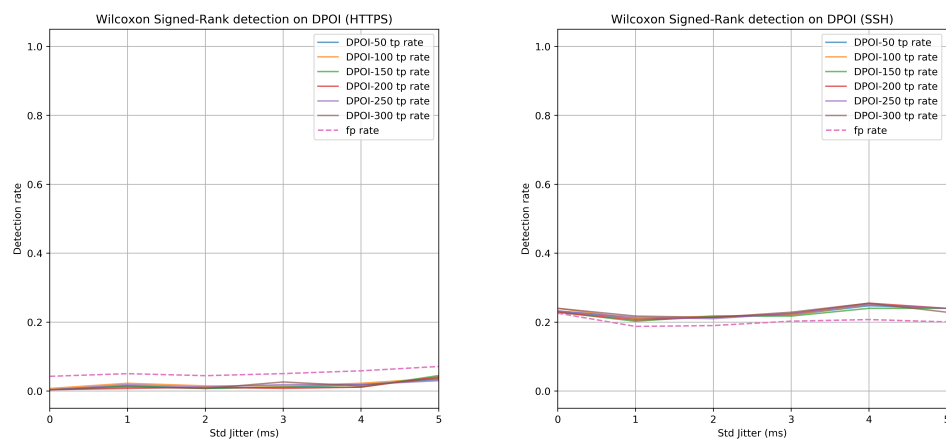 Wilcoxon Signed-Rank detection on DPOI (HTTPS)
1.0
0.8
0.6
0.4
0.2
0.0
Detection rate
DPOI-50 tp rate
DPOI-100 tp rate
DPOI-150 tp rate
DPOI-200 tp rate
DPOI-250 tp rate
DPOI-300 tp rate
fp rate
0 1 2 3 4 5
Std Jitter (ms)
Wilcoxon Signed-Rank detection on DPOI (SSH)
1.0
0.8
0.6
0.4
0.2
0.0
Detection rate
DPOI-50 tp rate
DPOI-100 tp rate
DPOI-150 tp rate
DPOI-200 tp rate
DPOI-250 tp rate
DPOI-300 tp rate
fp rate
0 1 2 3 4 5
Std Jitter (ms)